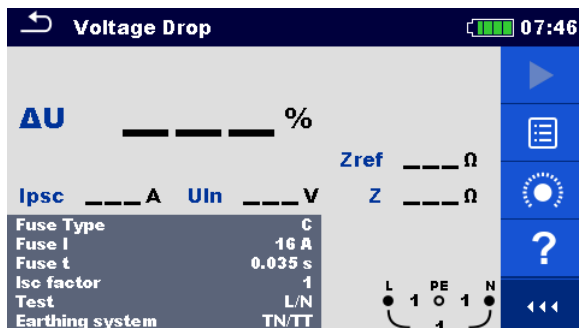 Voltage Drop 07:46
ΔU ___ %
Zref ___ Ω
Ipsc ___ A Uln ___ V Z ___ Ω
Fuse Type C
Fuse I 16 A
Fuse t 0.035 s
Isc factor 1
Test L/N
Earthing system TN/TT
L PE N
1 1
1
?